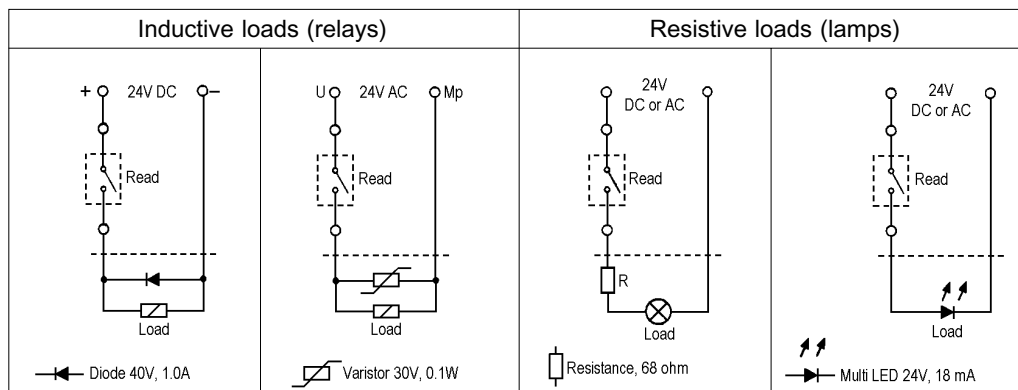 Inductive loads (relays)
Resistive loads (lamps)
+ 24V DC −
Read
Load
Diode 40V, 1.0A
U 24V AC Mp
Read
Load
Varistor 30V, 0.1W
24V
DC or AC
Read
R
Load
Resistance, 68 ohm
24V
DC or AC
Read
Load
Multi LED 24V, 18 mA